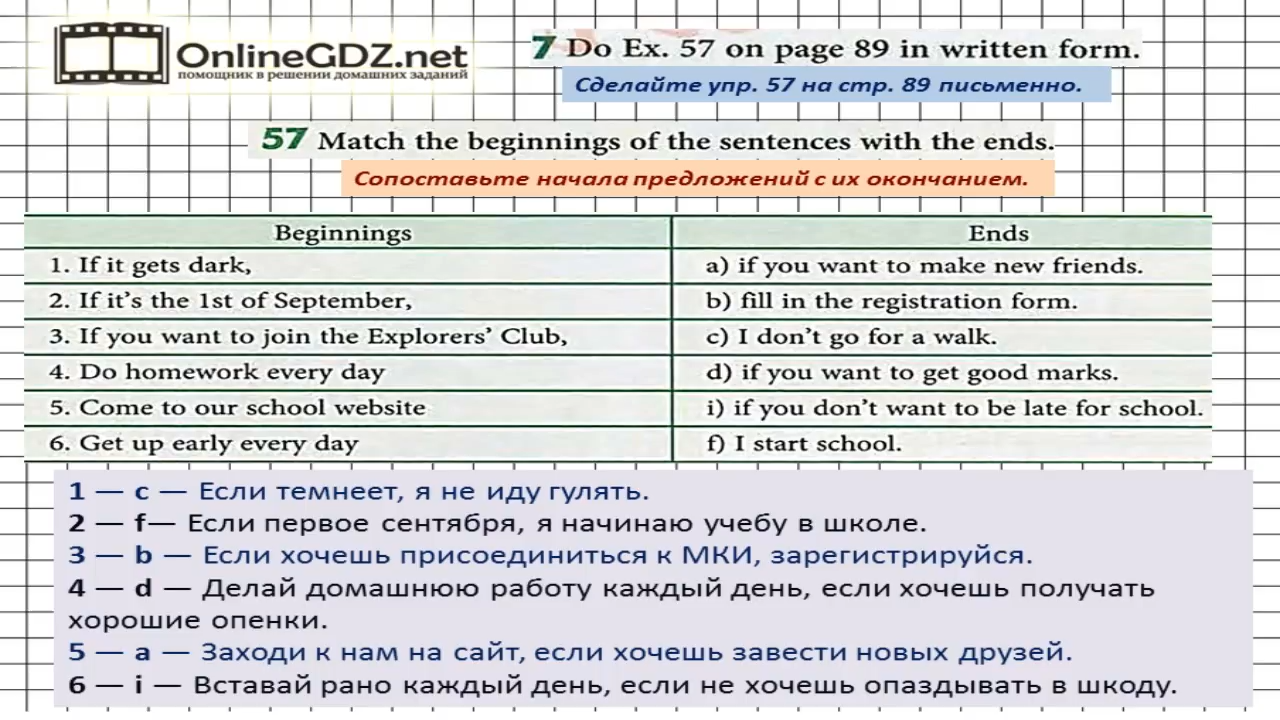 OnlineGDZ.net
помощник в решении домашних заданий
7 Do Ex. 57 on page 89 in written form.
Сделайте упр. 57 на стр. 89 письменно.
57 Match the beginnings of the sentences with the ends.
Сопоставьте начала предложений с их окончанием.
Beginnings Ends
1. If it gets dark, a) if you want to make new friends.
2. If it's the 1st of September, b) fill in the registration form.
3. If you want to join the Explorers' Club, c) I don't go for a walk.
4. Do homework every day d) if you want to get good marks.
5. Come to our school website i) if you don't want to be late for school.
6. Get up early every day f) I start school.
1 — c — Если темнеет, я не иду гулять.
2 — f— Если первое сентября, я начинаю учебу в школе.
3 — b — Если хочешь присоединиться к МКИ, зарегистрируйся.
4 — d — Делай домашнюю работу каждый день, если хочешь получать
хорошие опенки.
5 — a — Заходи к нам на сайт, если хочешь завести новых друзей.
6 — i — Вставай рано каждый день, если не хочешь опаздывать в шкоду.